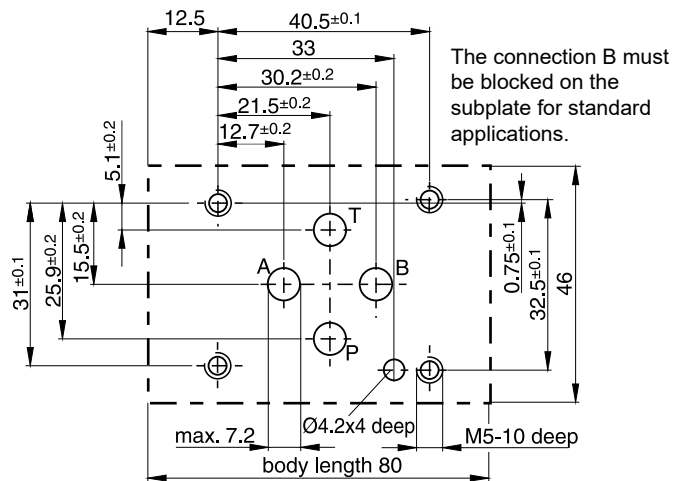 12.5
40.5±0.1
33
30.2±0.2
21.5±0.2
12.7±0.2
The connection B must
be blocked on the
subplate for standard
applications.
5.1±0.2
T
A
B
P
31±0.1
25.9±0.2
15.5±0.2
0.75±0.1
32.5±0.1
46
Ø4.2x4 deep
max. 7.2
M5-10 deep
body length 80